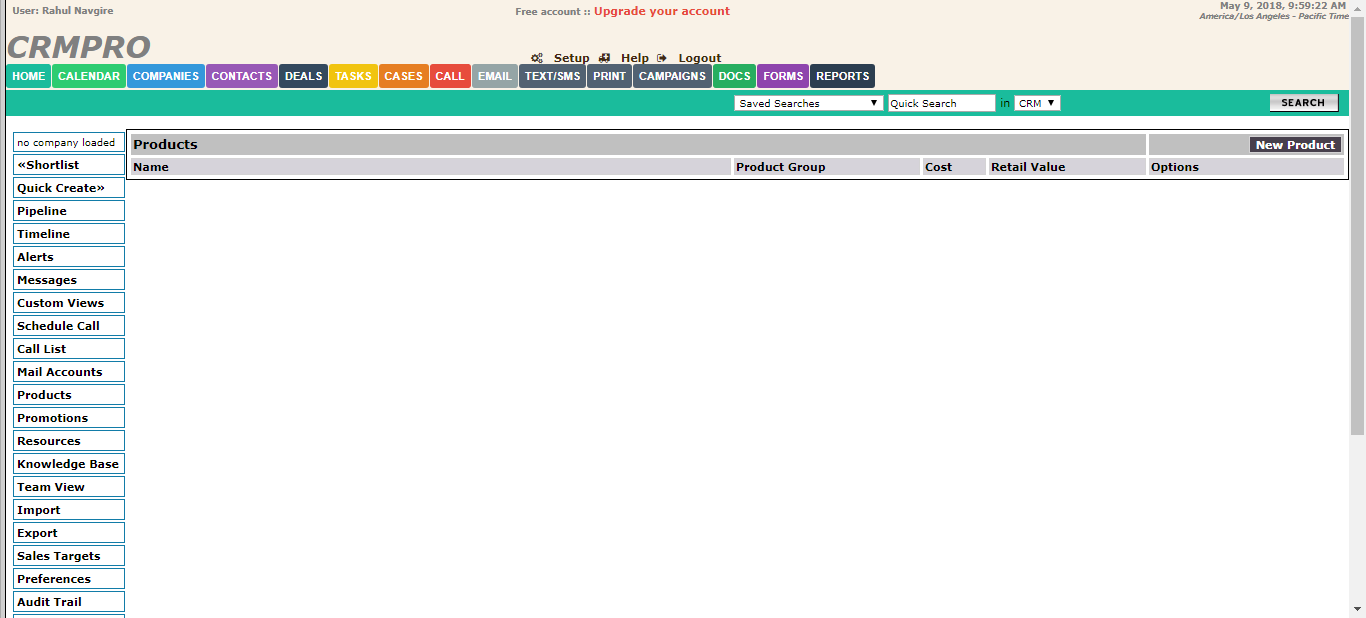 User: Rahul Navgire
Free account :: Upgrade your account
May 9, 2018, 9:59:22 AM
America/Los Angeles - Pacific Time
CRMPRO
Setup Help Logout
HOME CALENDAR COMPANIES CONTACTS DEALS TASKS CASES CALL EMAIL TEXT/SMS PRINT CAMPAIGNS DOCS FORMS REPORTS
Saved Searches Quick Search in CRM SEARCH
no company loaded
«Shortlist
Quick Create»
Pipeline
Timeline
Alerts
Messages
Custom Views
Schedule Call
Call List
Mail Accounts
Products
Promotions
Resources
Knowledge Base
Team View
Import
Export
Sales Targets
Preferences
Audit Trail
Products New Product
Name Product Group Cost Retail Value Options